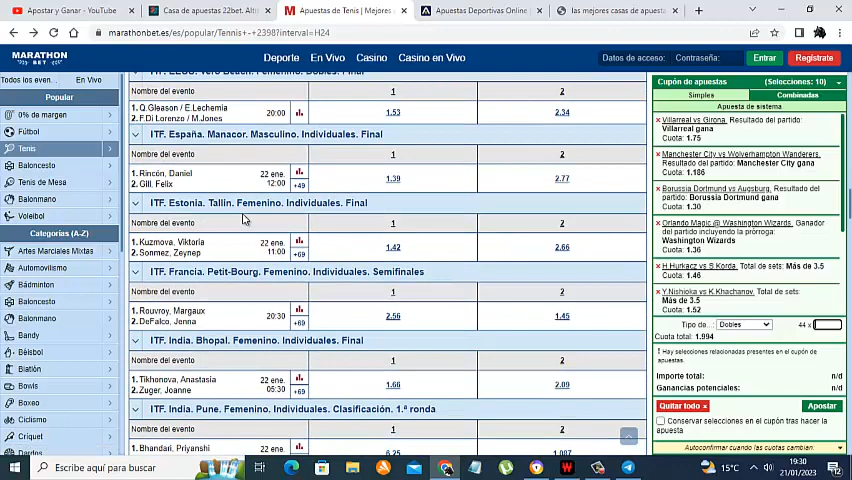 Apostar y Ganar - YouTube
Casa de apuestas 22bet. Alti
Apuestas de Tenis | Mejores
Apuestas Deportivas Online |
las mejores casas de apuesta
marathonbet.es/es/popular/Tennis+-+2398?interval=H24
MARATHON BET
Deporte En Vivo Casino Casino en Vivo
Datos de acceso: Contraseña: Entrar Regístrate
Todos los even... En Vivo
Popular
0% de margen
Fútbol
Tenis
Baloncesto
Tenis de Mesa
Balonmano
Voleibol
Categorías (A-Z)
Artes Marciales Mixtas
Automovilismo
Bádminton
Baloncesto
Balonmano
Bandy
Béisbol
Biatlón
Bowls
Boxeo
Ciclismo
Críquet
Dardos
ITF. EEUU. Vero Beach. Femenino. Dobles. Final
Nombre del evento 1 2
1. Q.Gleason / E.Lechemia
2. F.Di Lorenzo / M.Jones
20:00 1.53 2.34
ITF. España. Manacor. Masculino. Individuales. Final
Nombre del evento 1 2
1. Rincón, Daniel
2. Gill, Felix
22 ene. 12:00 +49 1.39 2.77
ITF. Estonia. Tallin. Femenino. Individuales. Final
Nombre del evento 1 2
1. Kuzmova, Viktoria
2. Sonmez, Zeynep
22 ene. 11:00 +69 1.42 2.66
ITF. Francia. Petit-Bourg. Femenino. Individuales. Semifinales
Nombre del evento 1 2
1. Rouvroy, Margaux
2. DeFalco, Jenna
20:30 +69 2.56 1.45
ITF. India. Bhopal. Femenino. Individuales. Final
Nombre del evento 1 2
1. Tikhonova, Anastasia
2. Zuger, Joanne
22 ene. 05:30 +69 1.66 2.09
ITF. India. Pune. Femenino. Individuales. Clasificación. 1.ª ronda
Nombre del evento 1 2
1. Bhandari, Priyanshi
22 ene. 6.25 1.087
Cupón de apuestas (Selecciones: 10)
Simples Combinadas
Apuesta de sistema
Villarreal vs Girona. Resultado del
partido:
Villarreal gana
Cuota: 1.75
Manchester City vs Wolverhampton Wanderers.
Resultado del partido: Manchester City gana
Cuota: 1.186
Borussia Dortmund vs Augsburg. Resultado del
partido: Borussia Dortmund gana
Cuota: 1.30
Orlando Magic @ Washington Wizards. Ganador
del partido incluyendo la prórroga:
Washington Wizards
Cuota: 1.36
H.Hurkacz vs S.Korda. Total de sets: Más de 3.5
Cuota: 1.46
Y.Nishioka vs K.Khachanov. Total de sets:
Más de 3.5
Cuota: 1.52
Tipo de... Dobles 44 x
Cuota total: 1.994
! Hay selecciones relacionadas presentes en el cupón de
apuestas.
Importe total: n/d
Ganancias potenciales: n/d
Quitar todo x Apostar
Conservar selecciones en el cupón tras hacer la
apuesta
Autoconfirmar cuando las cuotas cambian:
Escribe aquí para buscar
15°C
19:30
21/01/2023
12